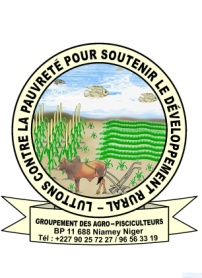 LUTTONS CONTRE LA PAUVRETÉ POUR SOUTENIR LE DÉVELOPPEMENT RURAL -
GROUPEMENT DES AGRO - PISCICULTEURS
BP 11 688 Niamey Niger
Tél : +227 90 25 72 27 / 96 56 33 19